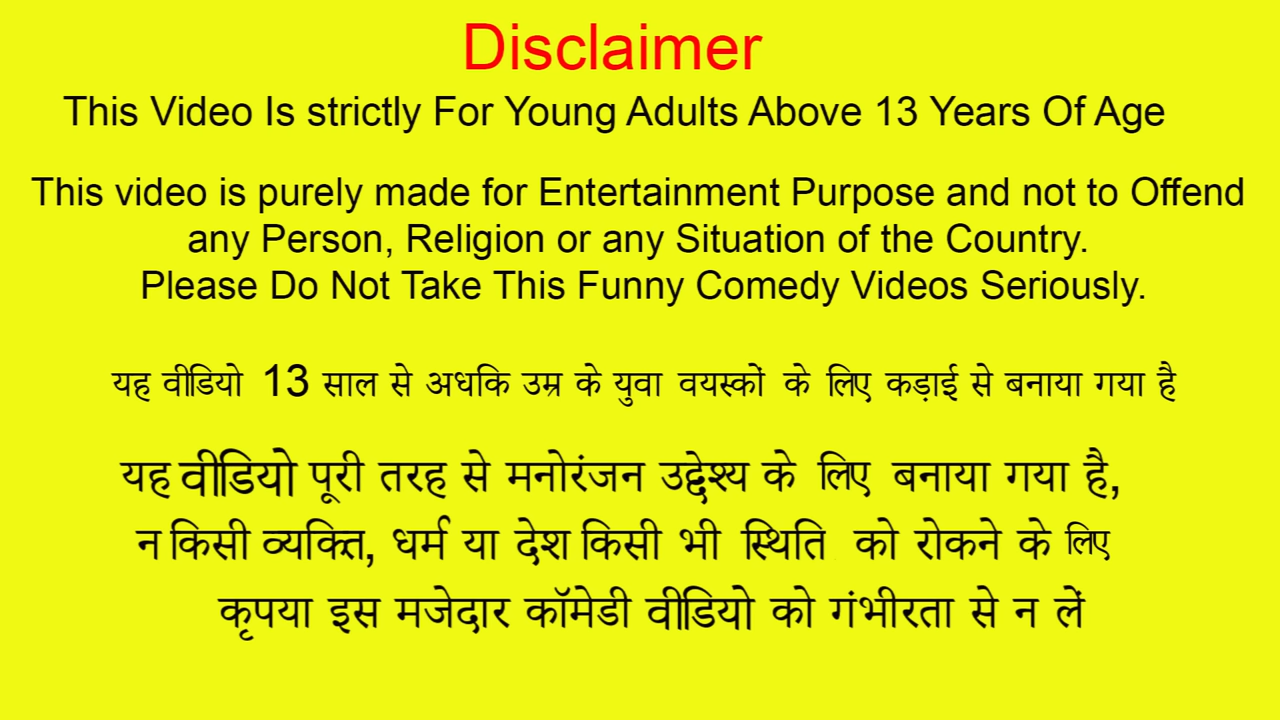 Disclaimer
This Video Is strictly For Young Adults Above 13 Years Of Age
This video is purely made for Entertainment Purpose and not to Offend
any Person, Religion or any Situation of the Country.
Please Do Not Take This Funny Comedy Videos Seriously.
यह वीडियो 13 साल से अधकि उम्र के युवा वयस्कों के लिए कड़ाई से बनाया गया है
यह वीडियो पूरी तरह से मनोरंजन उद्देश्य के लिए बनाया गया है,
न किसी व्यक्ति, धर्म या देश किसी भी स्थिति को रोकने के लिए
कृपया इस मजेदार कॉमेडी वीडियो को गंभीरता से न लें